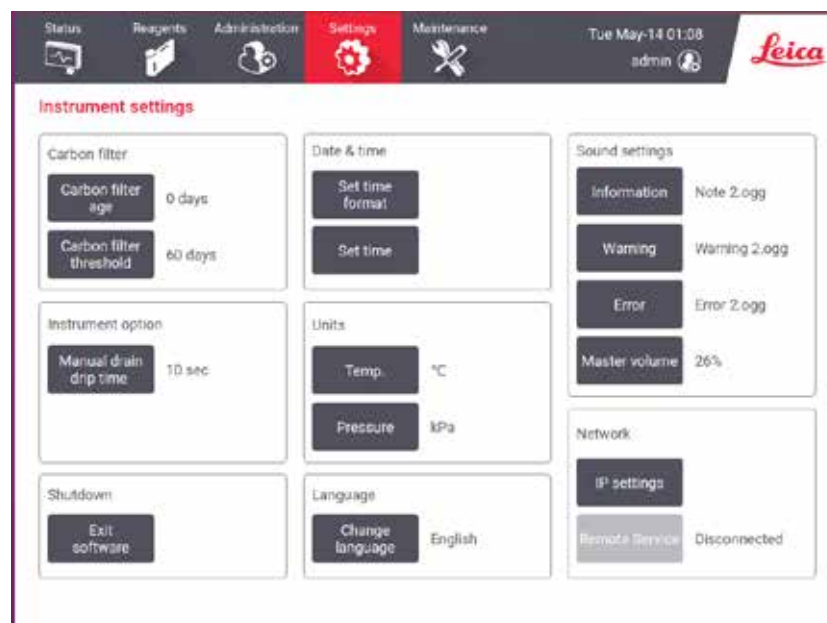 Status
Reagents
Administration
Settings
Maintenance
Tue May-14 01:08
admin
Leica
Instrument settings
Carbon filter
Carbon filter
age
0 days
Carbon filter
threshold
60 days
Instrument option
Manual drain
drip time
10 sec
Shutdown
Exit
software
Date & time
Set time
format
Set time
Units
Temp.
°C
Pressure
kPa
Language
Change
language
English
Sound settings
Information
Note 2.ogg
Warning
Warning 2.ogg
Error
Error 2.ogg
Master volume
26%
Network
IP settings
Remote Service
Disconnected